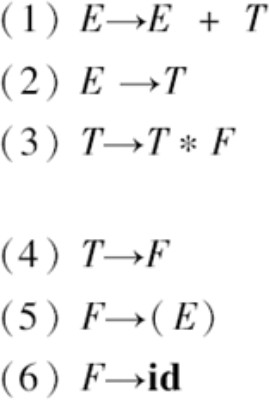 (1) E→E + T
(2) E →T
(3) T→T * F
(4) T→F
(5) F→(E)
(6) F→id